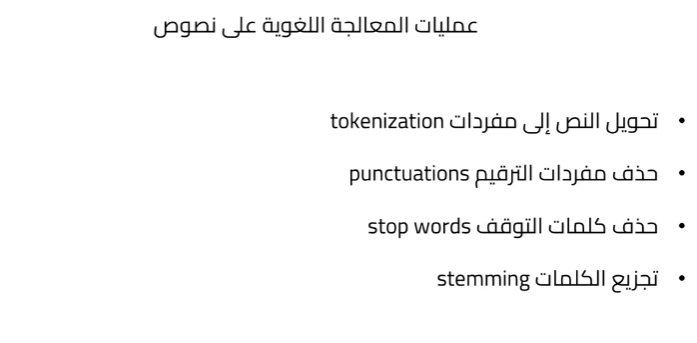 عمليات المعالجة اللغوية على نصوص
• تحويل النص إلى مفردات tokenization
• حذف مفردات الترقيم punctuations
• حذف كلمات التوقف stop words
• تجزيع الكلمات stemming